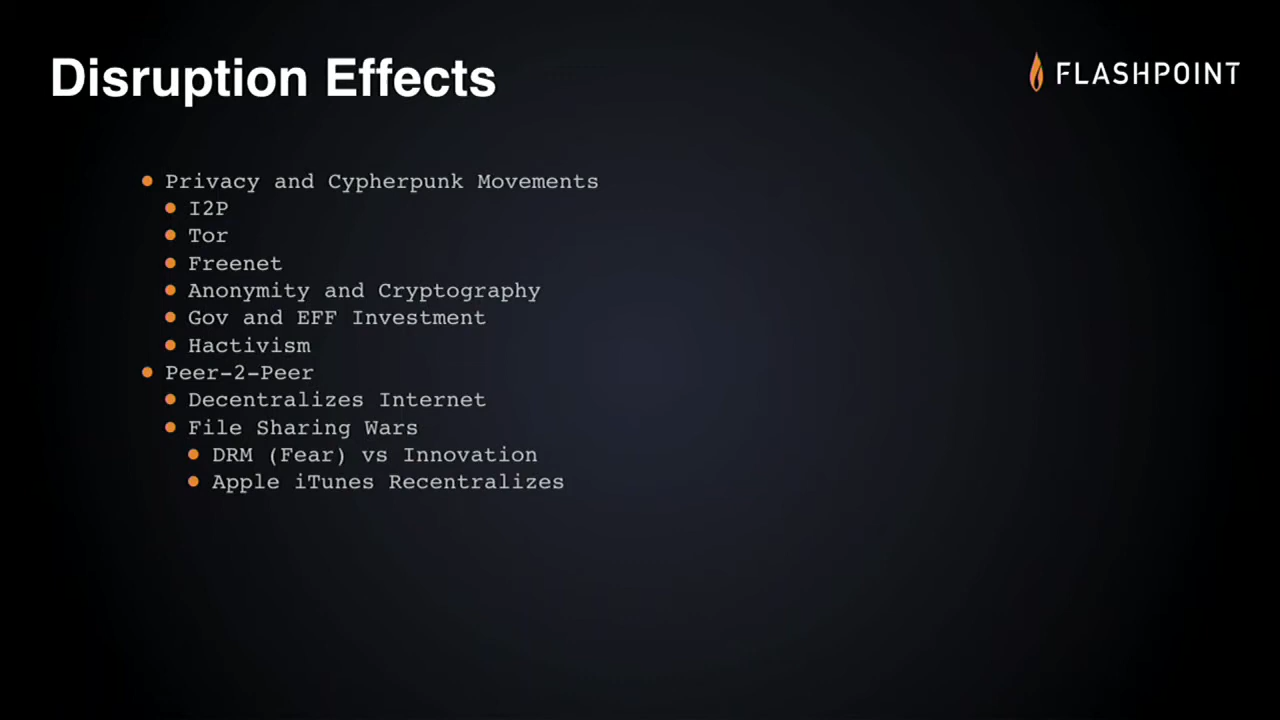 Disruption Effects
FLASHPOINT
Privacy and Cypherpunk Movements
I2P
Tor
Freenet
Anonymity and Cryptography
Gov and EFF Investment
Hactivism
Peer-2-Peer
Decentralizes Internet
File Sharing Wars
DRM (Fear) vs Innovation
Apple iTunes Recentralizes